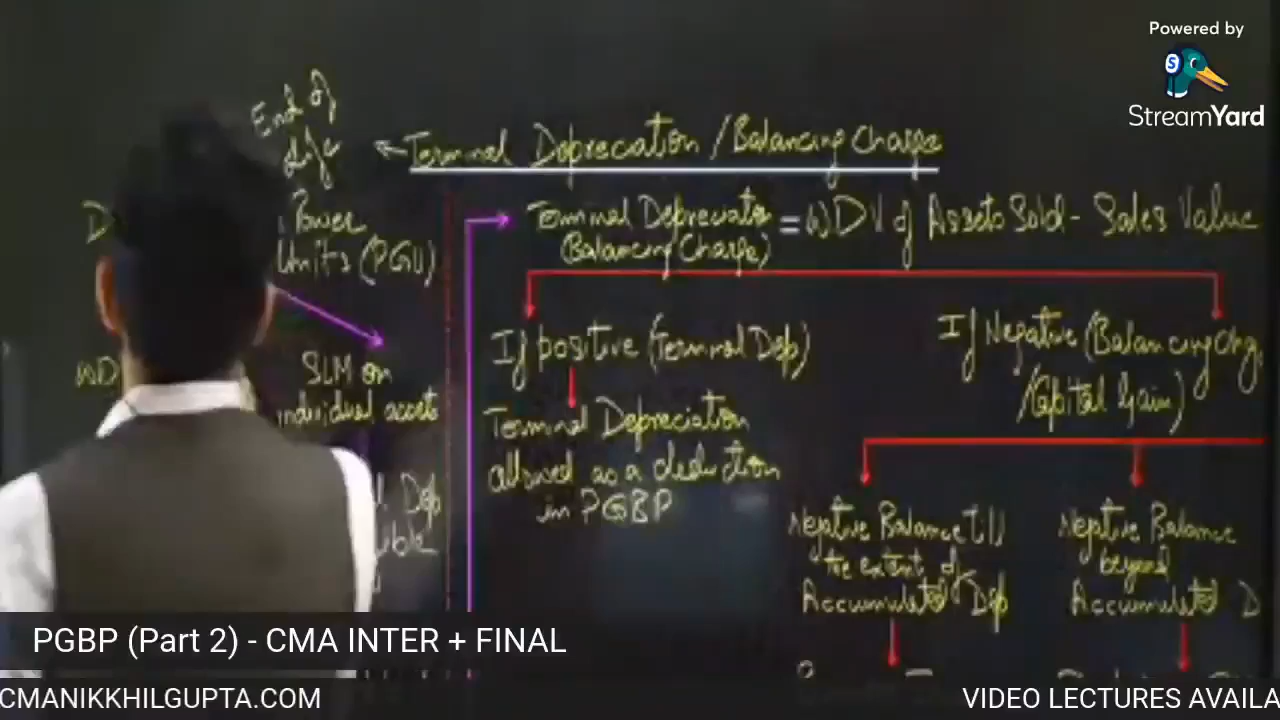 Powered by
StreamYard
End of
Life
Terminal Depreciation / Balancing Charge
Power
Units (PGU)
Terminal Depreciatio = WDV of Assets Sold - Sales Value
(Balancing Charge)
If positive (Terminal Dep)
If Negative (Balancing Chg.
/Capital Gain)
SLM on
individual assets
WD
Terminal Depreciation
allowed as a deduction
in PGBP
Dep
Negative Balance till
the extent of
Accumulated Dep
Negative Balance
beyond
Accumulated D
PGBP (Part 2) - CMA INTER + FINAL
CMANIKKHILGUPTA.COM
VIDEO LECTURES AVAILA